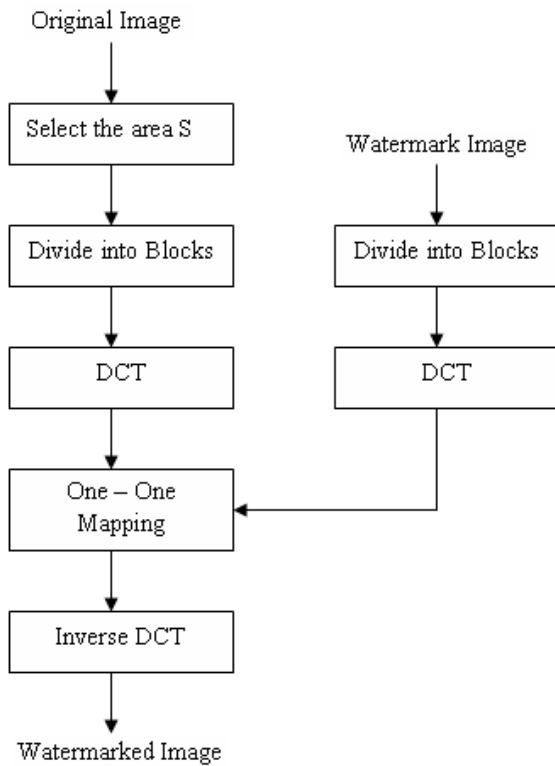 Original Image
Select the area S
Watermark Image
Divide into Blocks
Divide into Blocks
DCT
DCT
One – One
Mapping
Inverse DCT
Watermarked Image